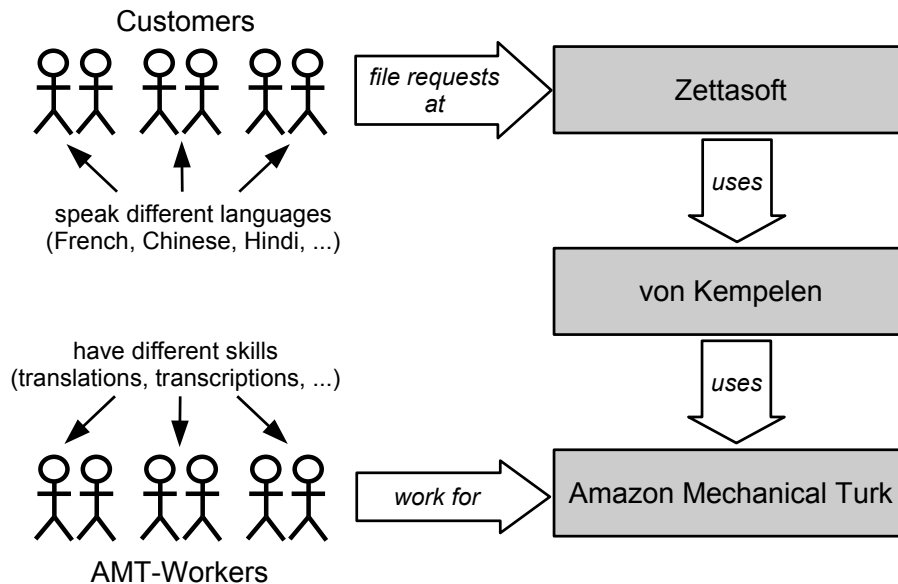 Customers
file requests
at
Zettasoft
uses
speak different languages
(French, Chinese, Hindi, ...)
von Kempelen
have different skills
(translations, transcriptions, ...)
uses
work for
Amazon Mechanical Turk
AMT-Workers